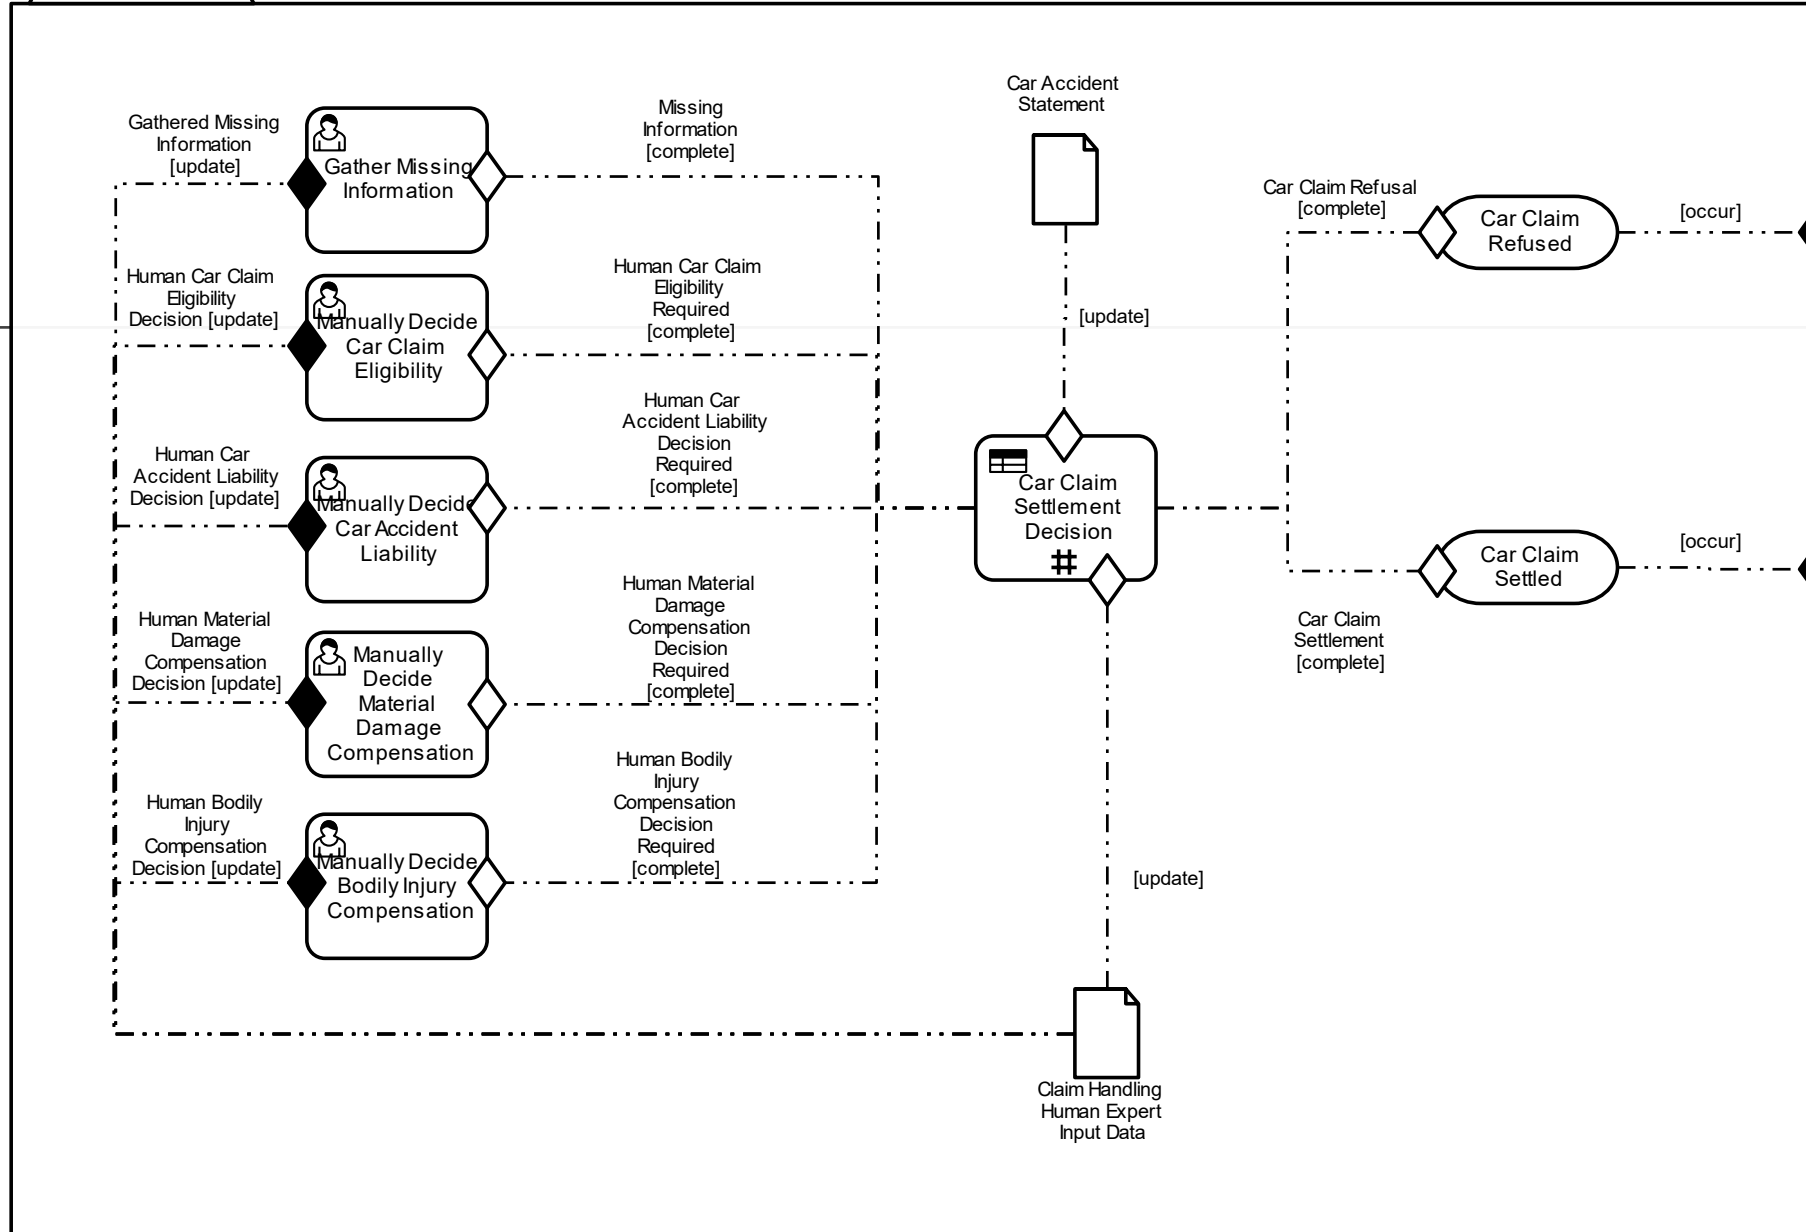 Car Accident
Statement
Gathered Missing
Information
[update]
Gather Missing
Information
Missing
Information
[complete]
Car Claim Refusal
[complete]
Car Claim
Refused
[occur]
Human Car Claim
Eligibility
Decision [update]
Manually Decide
Car Claim
Eligibility
Human Car Claim
Eligibility
Required
[complete]
[update]
Human Car
Accident Liability
Decision [update]
Manually Decide
Car Accident
Liability
Human Car
Accident Liability
Decision
Required
[complete]
Car Claim
Settlement
Decision
Car Claim
Settled
[occur]
Car Claim
Settlement
[complete]
Human Material
Damage
Compensation
Decision [update]
Manually
Decide
Material
Damage
Compensation
Human Material
Damage
Compensation
Decision
Required
[complete]
Human Bodily
Injury
Compensation
Decision [update]
Manually Decide
Bodily Injury
Compensation
Human Bodily
Injury
Compensation
Decision
Required
[complete]
[update]
Claim Handling
Human Expert
Input Data